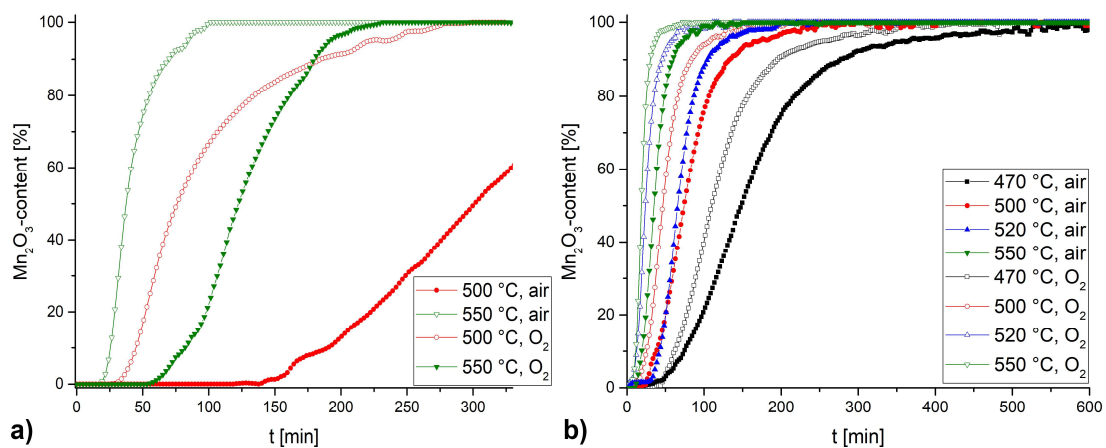 100
80
60
40
20
0
Mn₂O₃-content [%]
0 50 100 150 200 250 300
t [min]
500 °C, air
550 °C, air
500 °C, O₂
550 °C, O₂
a)
100
80
60
40
20
0
Mn₂O₃-content [%]
0 100 200 300 400 500 600
t [min]
470 °C, air
500 °C, air
520 °C, air
550 °C, air
470 °C, O₂
500 °C, O₂
520 °C, O₂
550 °C, O₂
b)